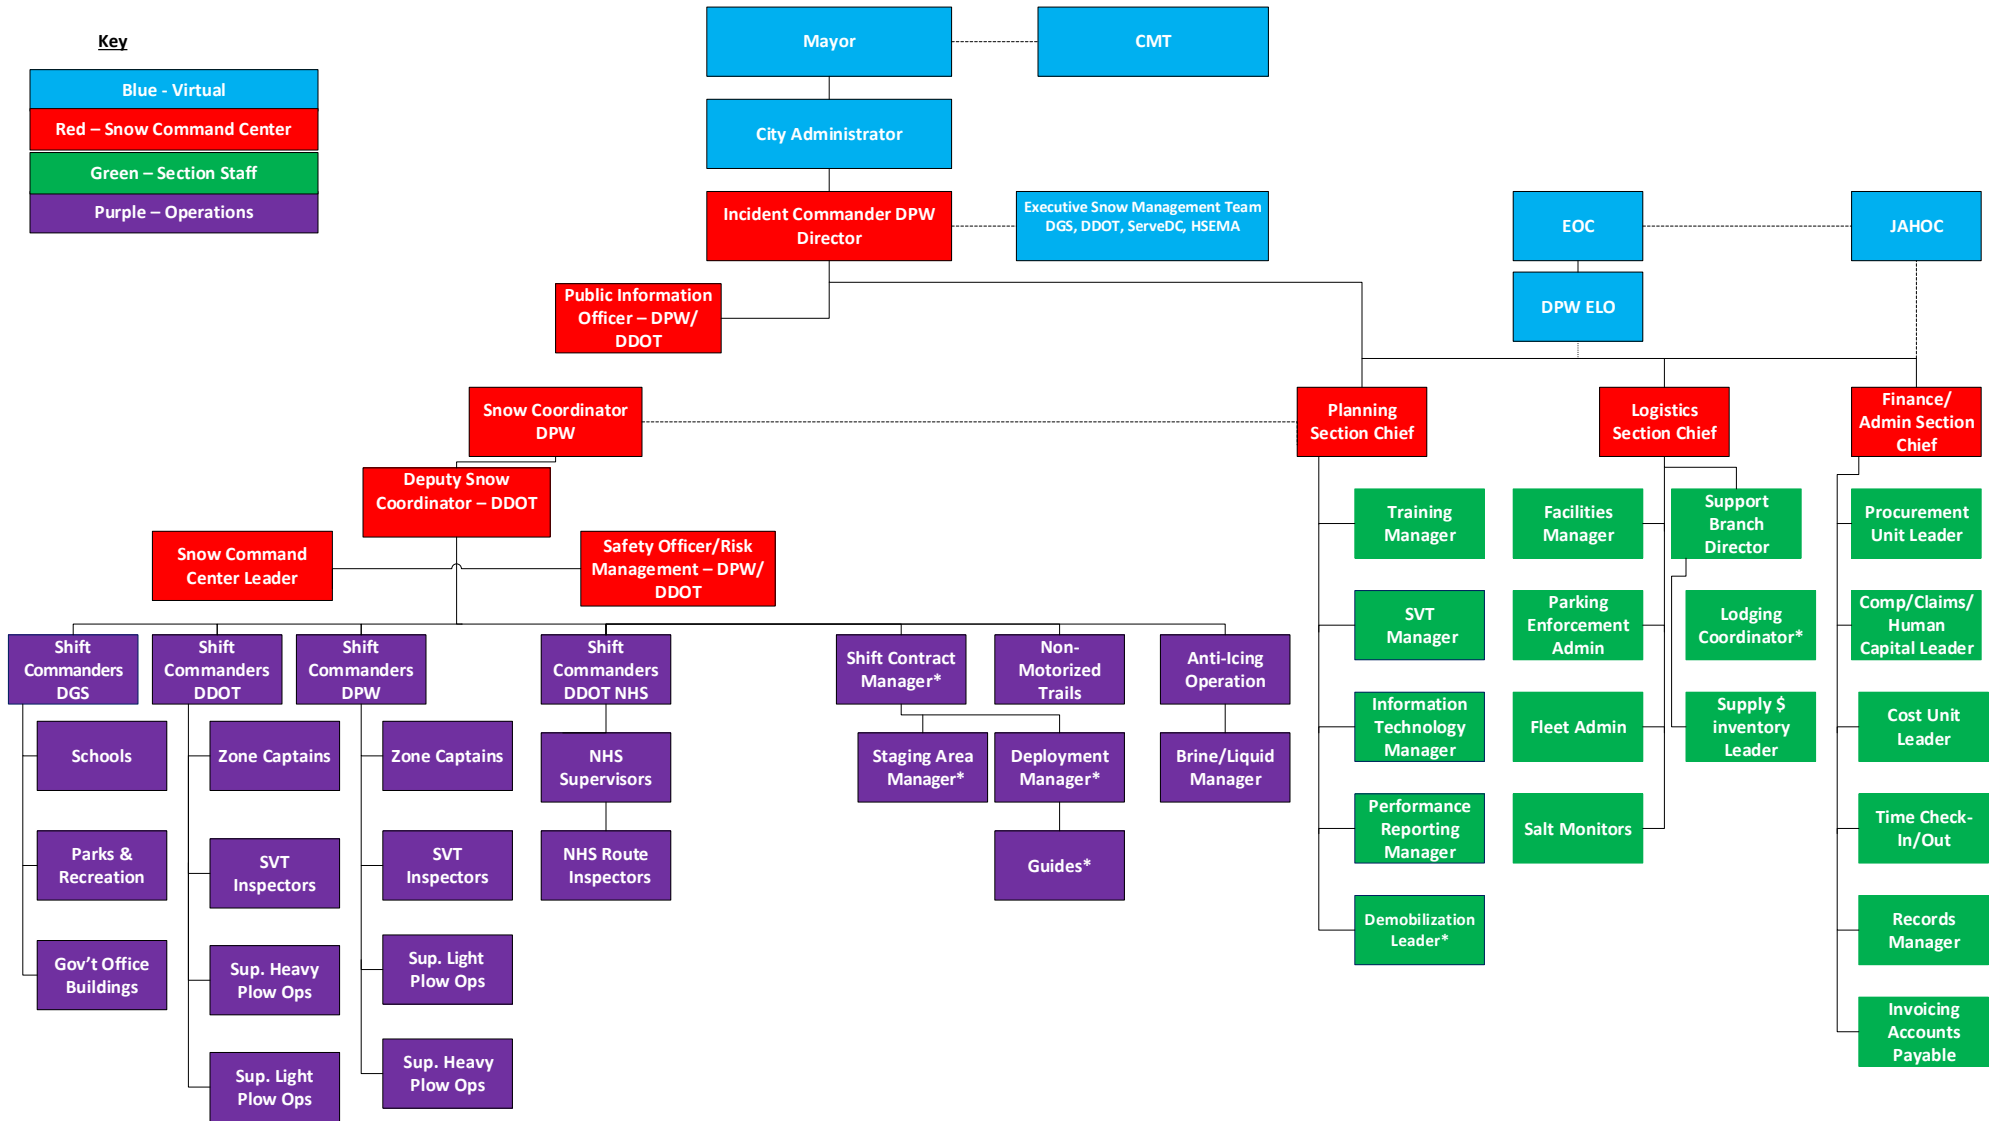 Key
Blue - Virtual
Red – Snow Command Center
Green – Section Staff
Purple – Operations
Mayor
CMT
City Administrator
Incident Commander DPW
Director
Executive Snow Management Team
DGS, DDOT, ServeDC, HSEMA
EOC
JAHOC
DPW ELO
Public Information
Officer – DPW/
DDOT
Snow Coordinator
DPW
Planning
Section Chief
Logistics
Section Chief
Finance/
Admin Section
Chief
Deputy Snow
Coordinator – DDOT
Snow Command
Center Leader
Safety Officer/Risk
Management – DPW/
DDOT
Shift
Commanders
DGS
Schools
Parks &
Recreation
Gov't Office
Buildings
Shift
Commanders
DDOT
Zone Captains
SVT
Inspectors
Sup. Heavy
Plow Ops
Sup. Light
Plow Ops
Shift
Commanders
DPW
Zone Captains
SVT
Inspectors
Sup. Light
Plow Ops
Sup. Heavy
Plow Ops
Shift
Commanders
DDOT NHS
NHS
Supervisors
NHS Route
Inspectors
Shift Contract
Manager*
Staging Area
Manager*
Non-
Motorized
Trails
Deployment
Manager*
Guides*
Anti-Icing
Operation
Brine/Liquid
Manager
Training
Manager
SVT
Manager
Information
Technology
Manager
Performance
Reporting
Manager
Demobilization
Leader*
Facilities
Manager
Parking
Enforcement
Admin
Fleet Admin
Salt Monitors
Support
Branch
Director
Lodging
Coordinator*
Supply $
inventory
Leader
Procurement
Unit Leader
Comp/Claims/
Human
Capital Leader
Cost Unit
Leader
Time Check-
In/Out
Records
Manager
Invoicing
Accounts
Payable